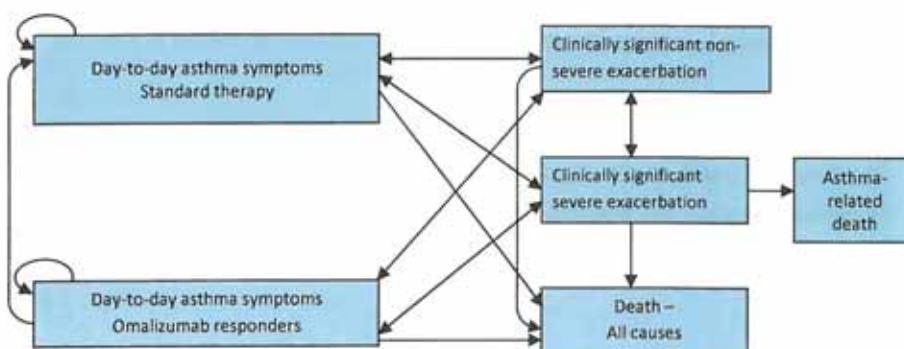 Day-to-day asthma symptoms
Standard therapy
Clinically significant non-
severe exacerbation
Clinically significant
severe exacerbation
Asthma-
related
death
Day-to-day asthma symptoms
Omalizumab responders
Death –
All causes